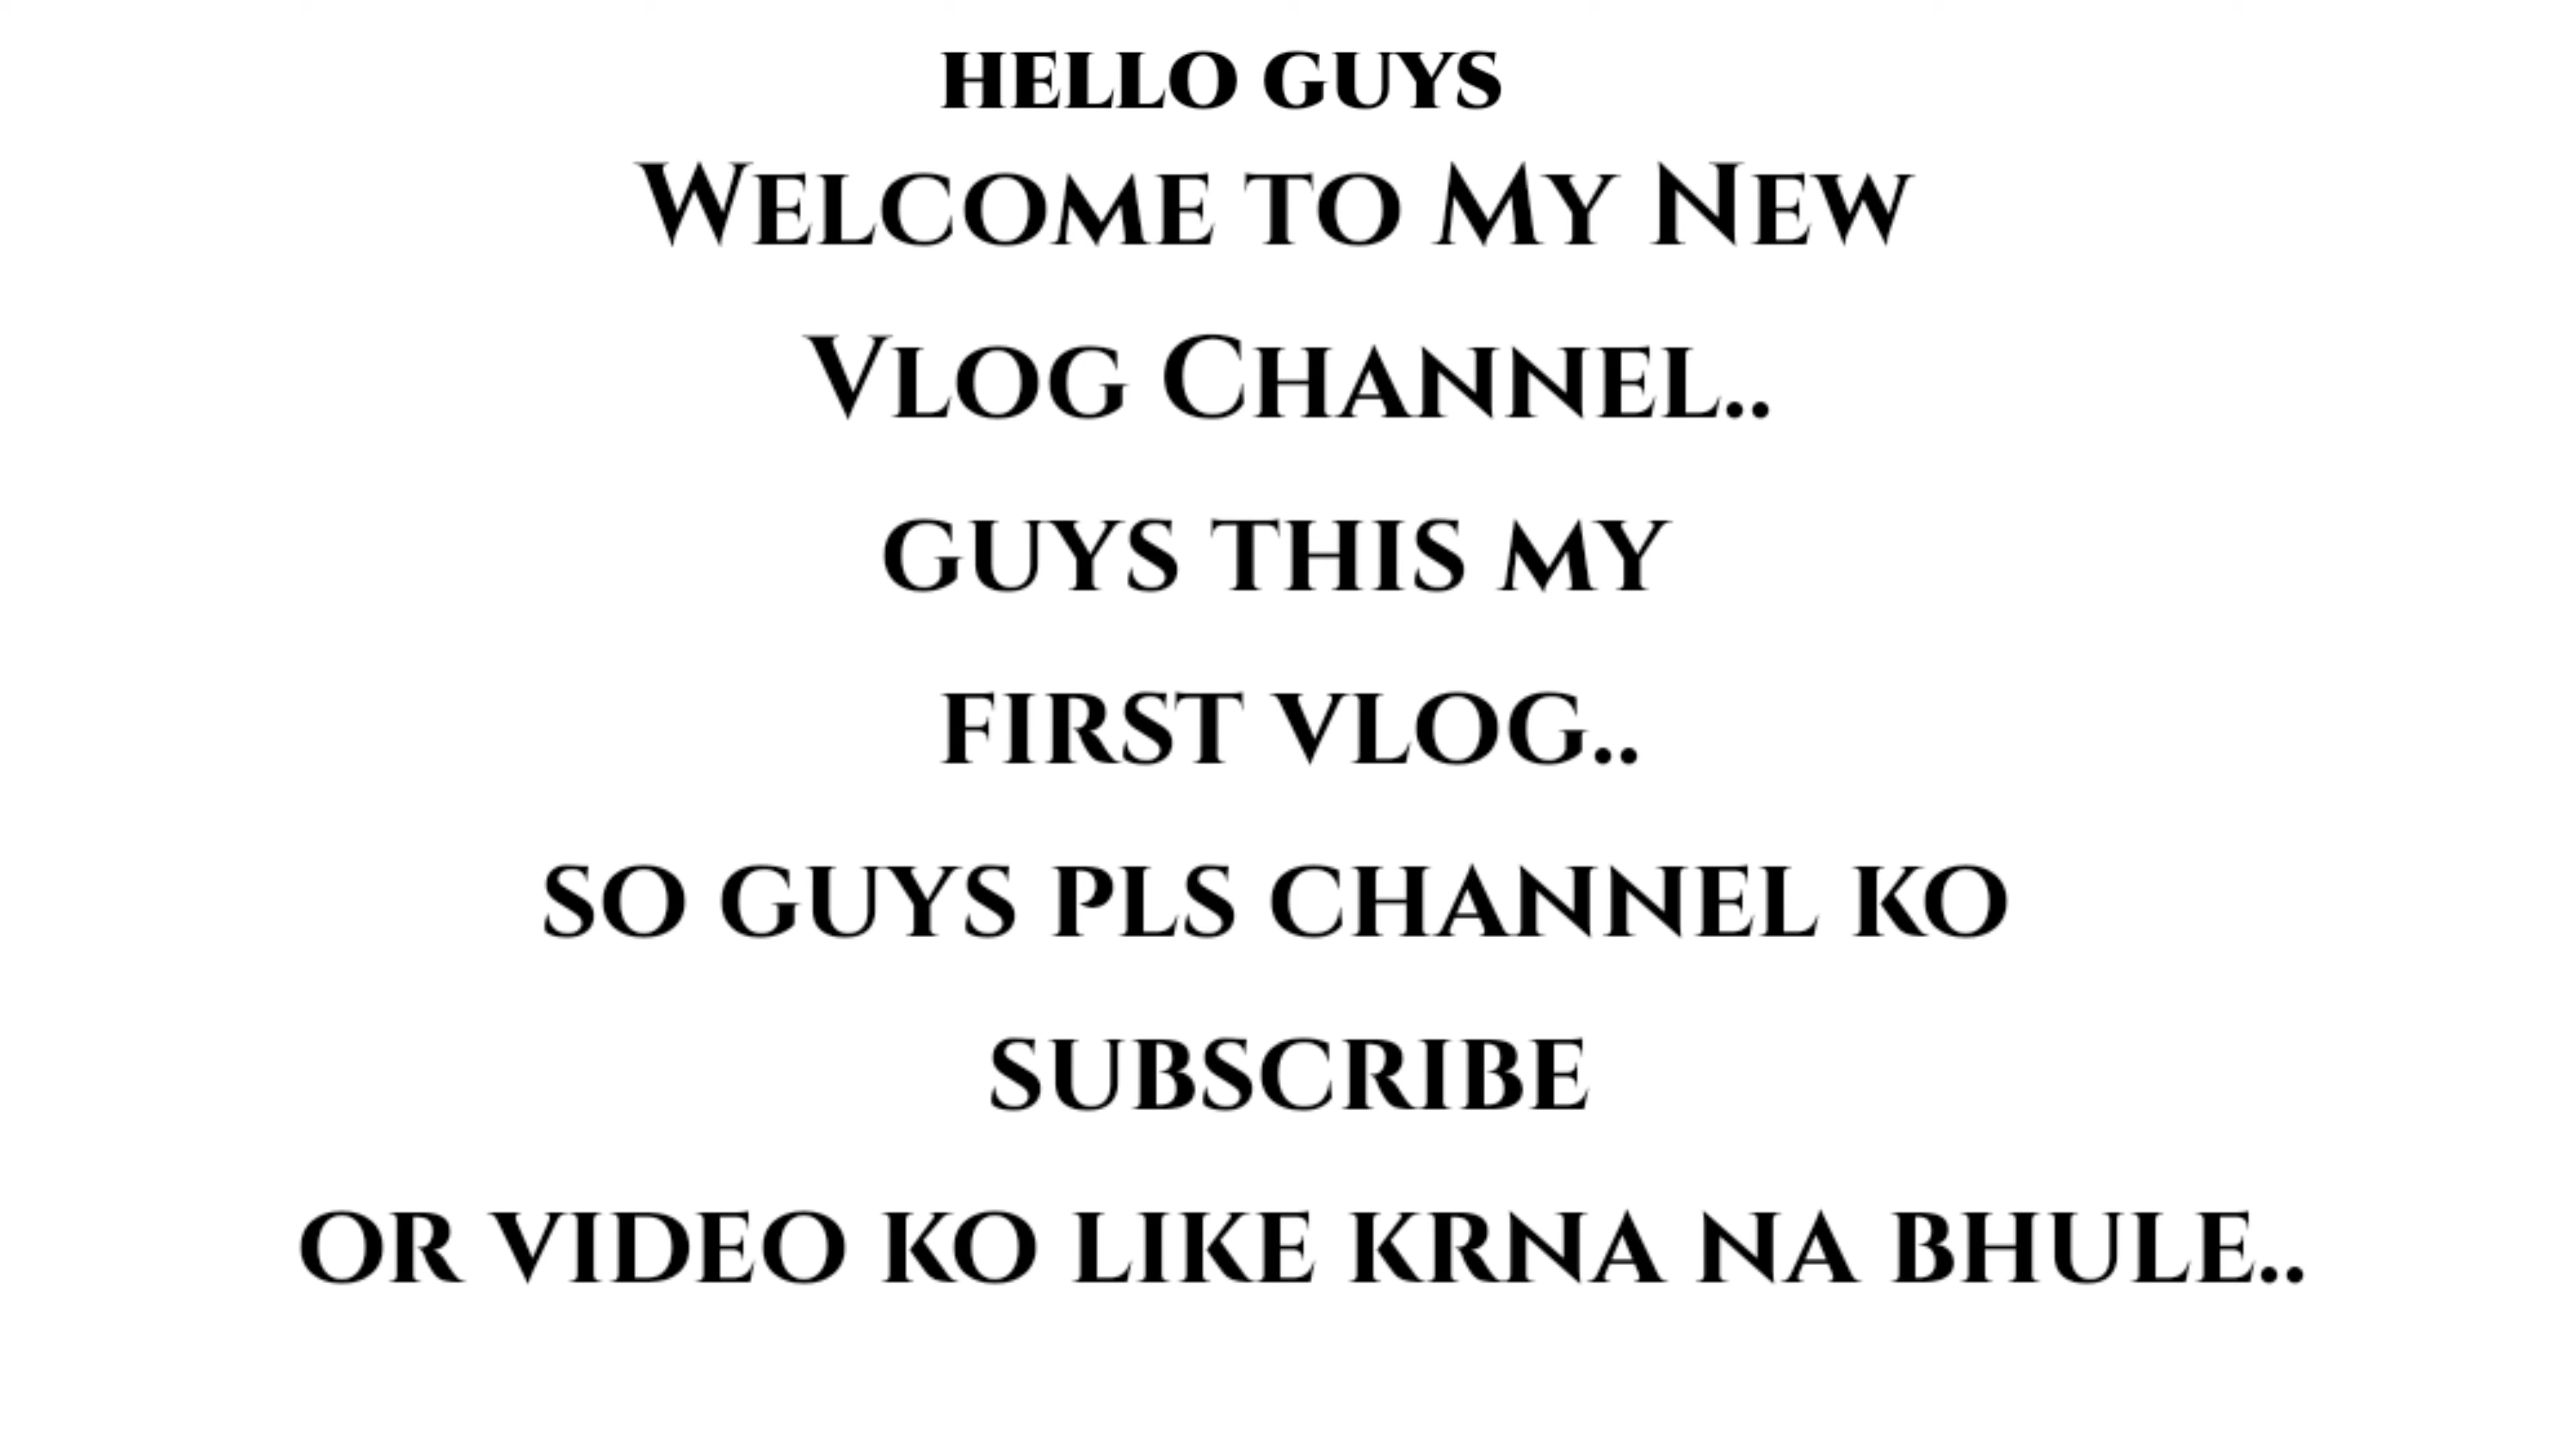 HELLO GUYS
WELCOME TO MY NEW
VLOG CHANNEL..
GUYS THIS MY
FIRST VLOG..
SO GUYS PLS CHANNEL KO
SUBSCRIBE
OR VIDEO KO LIKE KRNA NA BHULE..